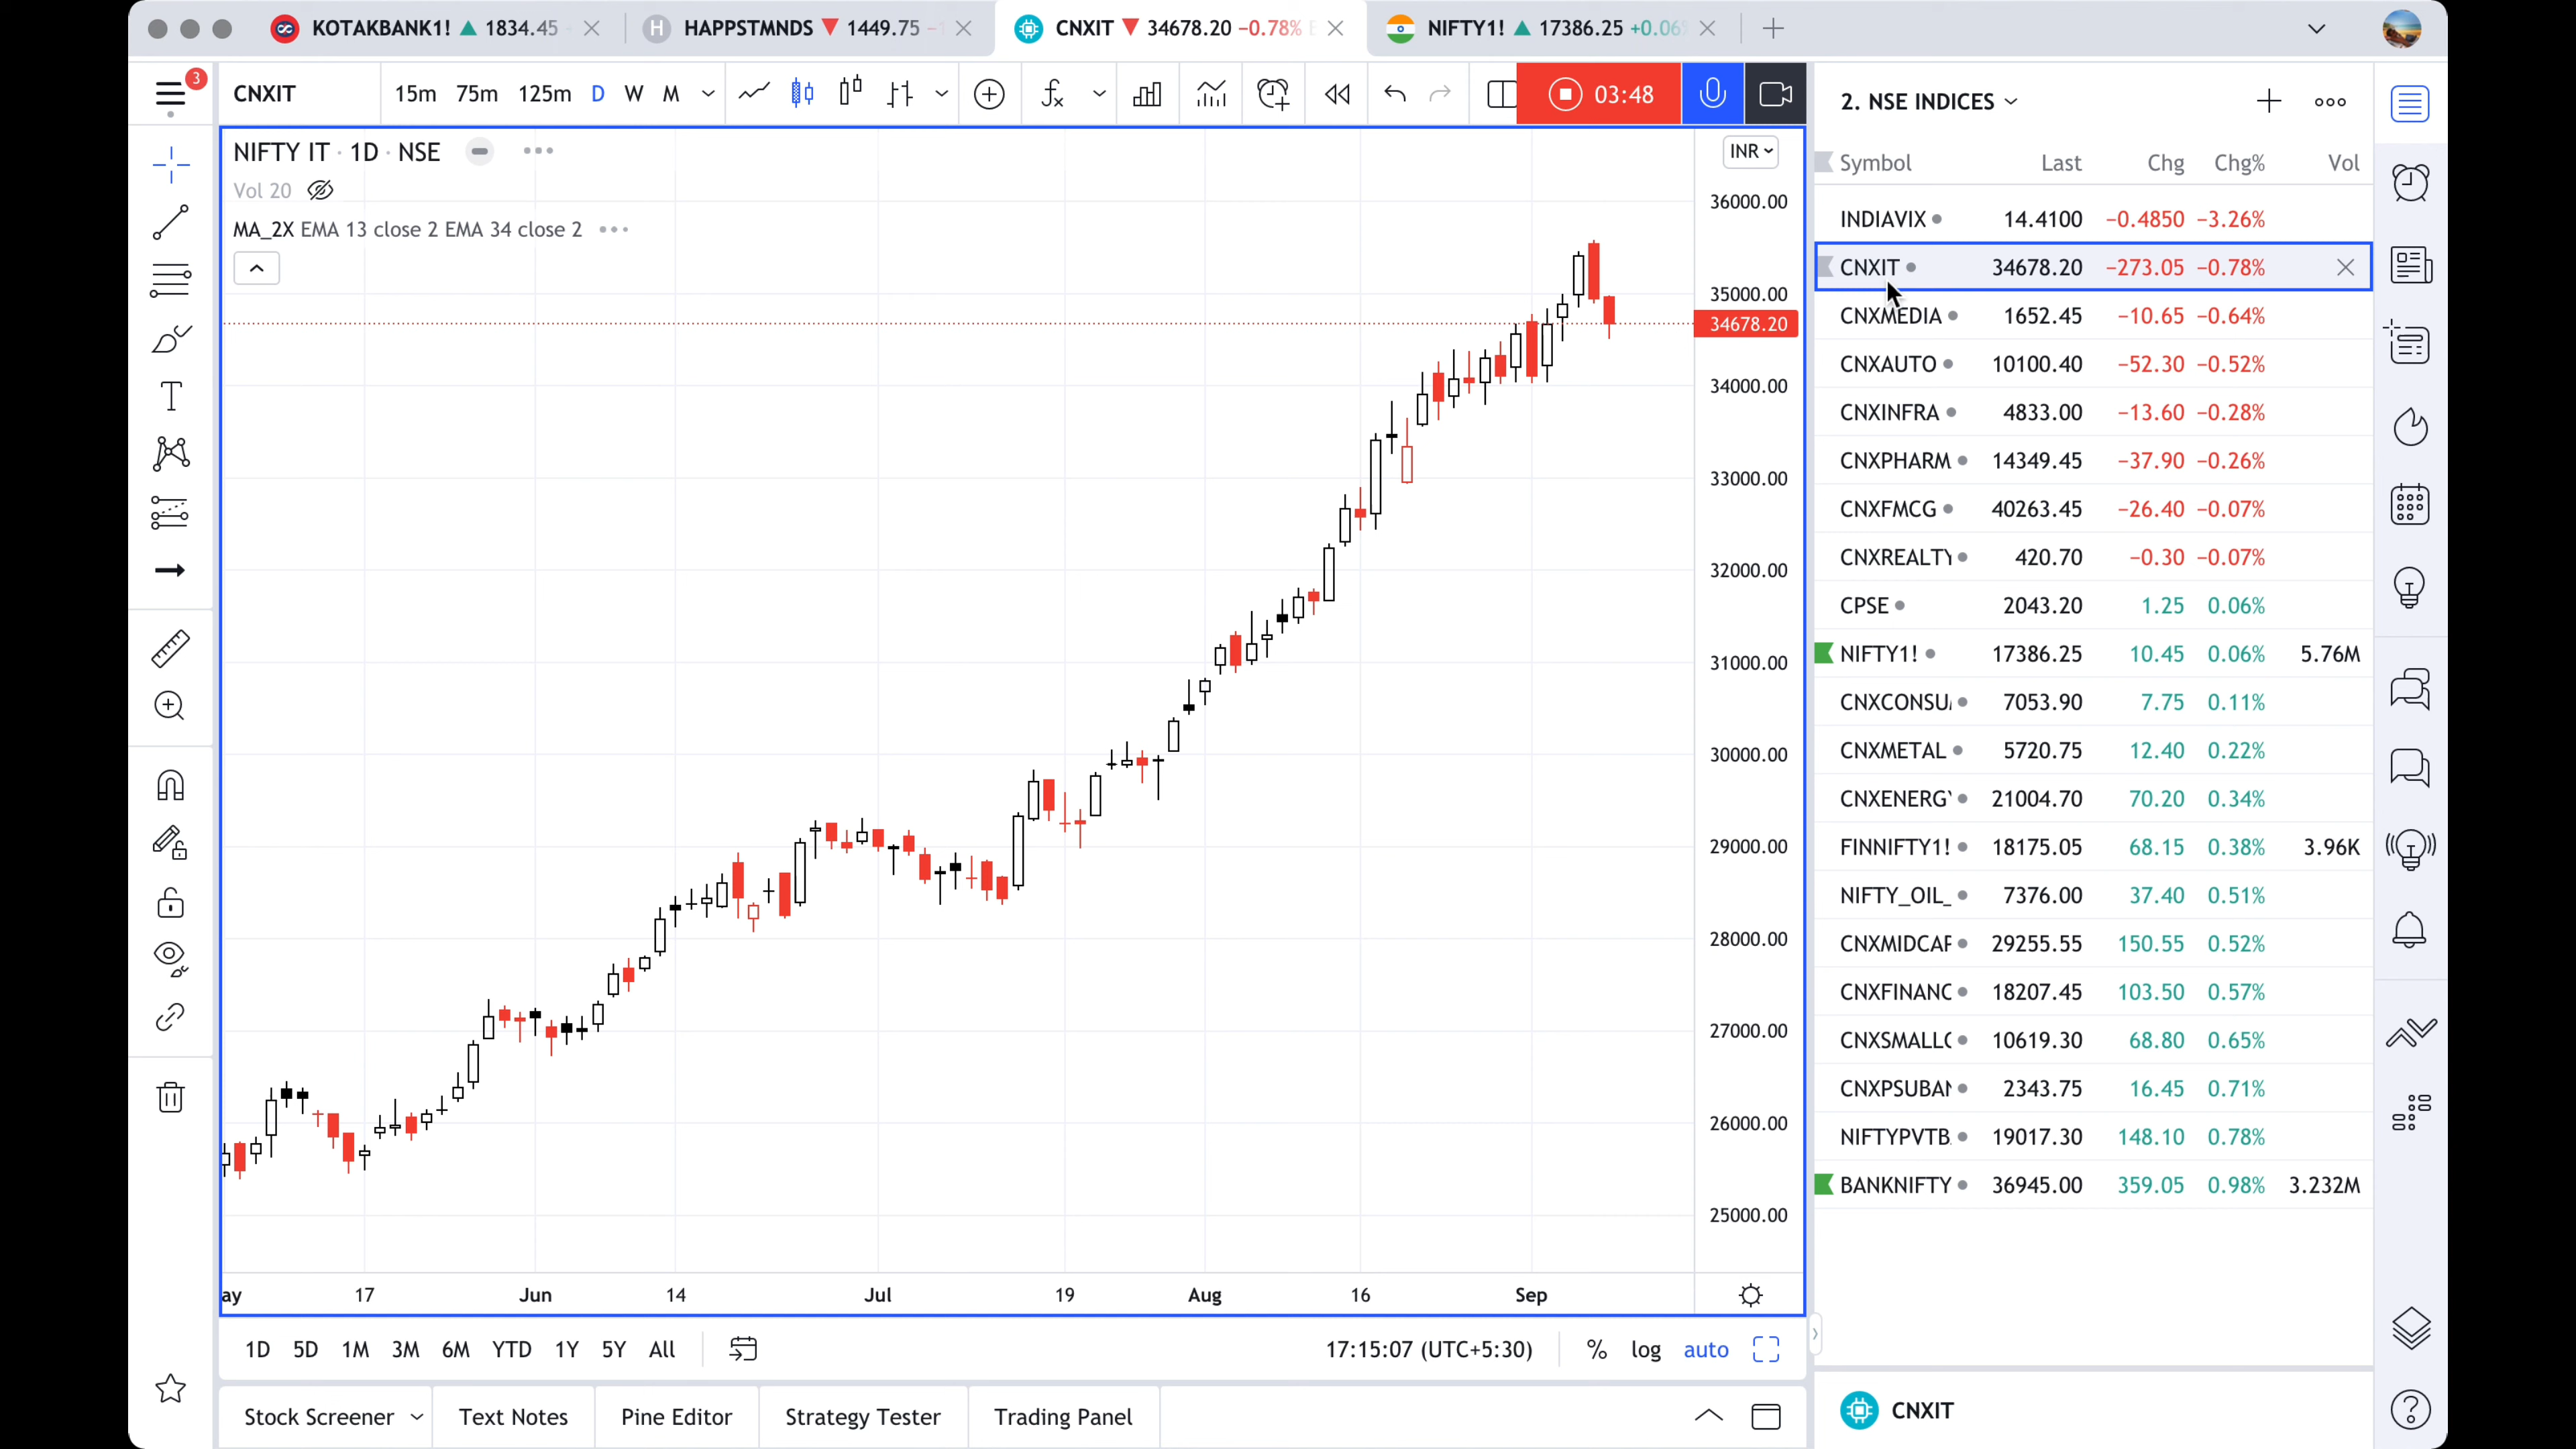 KOTAKBANK1! ▲ 1834.45
H HAPPSTMNDS ▼ 1449.75 −
CNXIT ▼ 34678.20 −0.78%
NIFTY1! ▲ 17386.25 +0.06
3
CNXIT 15m 75m 125m D W M
03:48
NIFTY IT · 1D · NSE
Vol 20
MA_2X EMA 13 close 2 EMA 34 close 2
INR
36000.00
35000.00
34678.20
34000.00
33000.00
32000.00
31000.00
30000.00
29000.00
28000.00
27000.00
26000.00
25000.00
ay 17 Jun 14 Jul 19 Aug 16 Sep
1D 5D 1M 3M 6M YTD 1Y 5Y All
17:15:07 (UTC+5:30) % log auto
Stock Screener Text Notes Pine Editor Strategy Tester Trading Panel
2. NSE INDICES
Symbol Last Chg Chg% Vol
INDIAVIX 14.4100 −0.4850 −3.26%
CNXIT 34678.20 −273.05 −0.78%
CNXMEDIA 1652.45 −10.65 −0.64%
CNXAUTO 10100.40 −52.30 −0.52%
CNXINFRA 4833.00 −13.60 −0.28%
CNXPHARM 14349.45 −37.90 −0.26%
CNXFMCG 40263.45 −26.40 −0.07%
CNXREALTY 420.70 −0.30 −0.07%
CPSE 2043.20 1.25 0.06%
NIFTY1! 17386.25 10.45 0.06% 5.76M
CNXCONSU 7053.90 7.75 0.11%
CNXMETAL 5720.75 12.40 0.22%
CNXENERGY 21004.70 70.20 0.34%
FINNIFTY1! 18175.05 68.15 0.38% 3.96K
NIFTY_OIL_ 7376.00 37.40 0.51%
CNXMIDCAP 29255.55 150.55 0.52%
CNXFINANC 18207.45 103.50 0.57%
CNXSMALLC 10619.30 68.80 0.65%
CNXPSUBAN 2343.75 16.45 0.71%
NIFTYPVTB 19017.30 148.10 0.78%
BANKNIFTY 36945.00 359.05 0.98% 3.232M
CNXIT